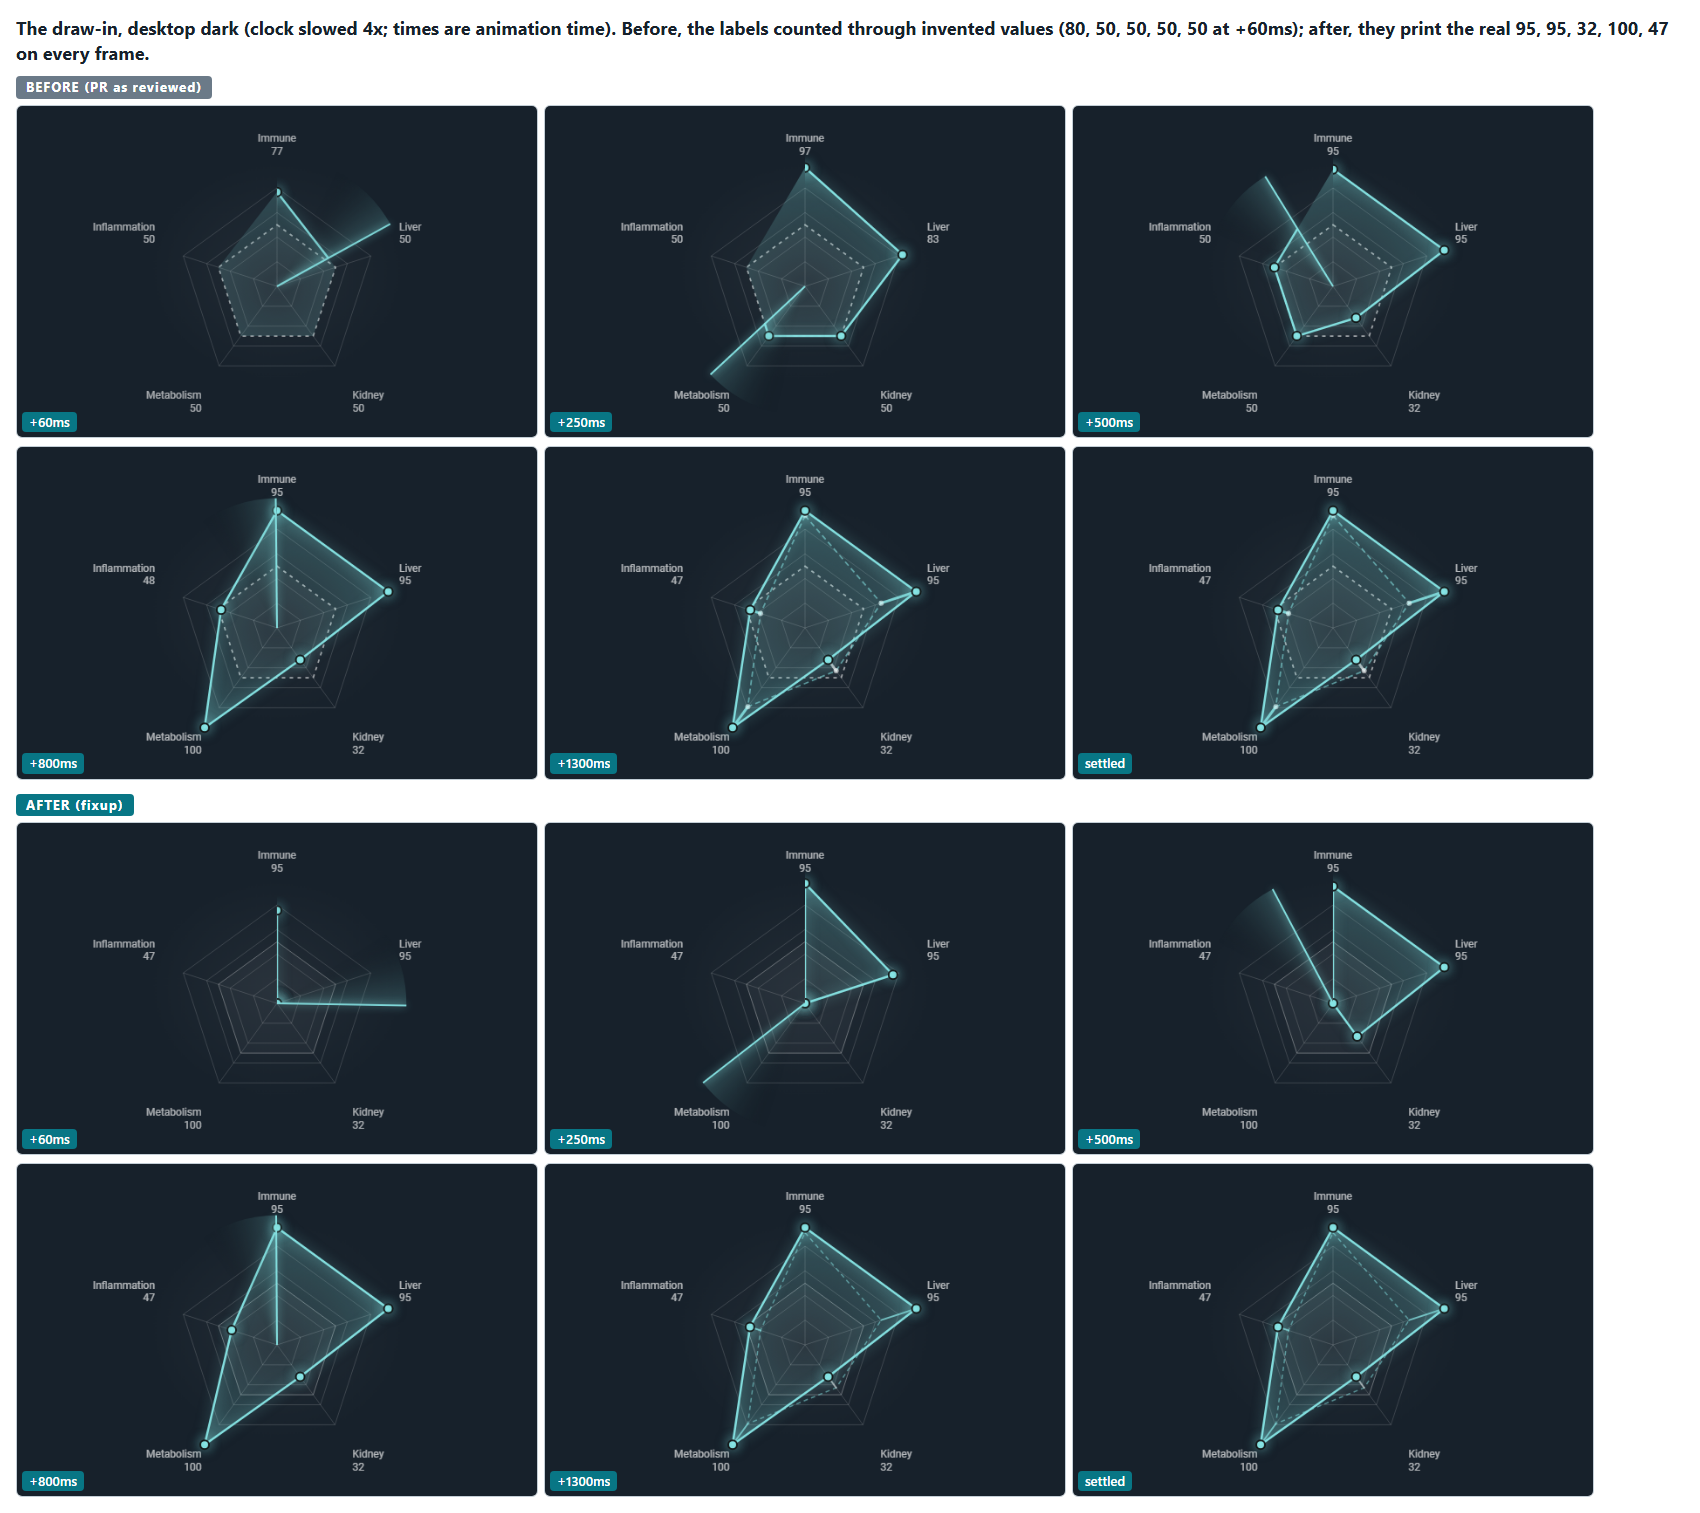 The draw-in, desktop dark (clock slowed 4x; times are animation time). Before, the labels counted through invented values (80, 50, 50, 50, 50 at +60ms); after, they print the real 95, 95, 32, 100, 47
on every frame.
BEFORE (PR as reviewed)
Immune
77
Inflammation
50
Liver
50
Metabolism
50
Kidney
50
+60ms
Immune
97
Inflammation
50
Liver
83
Metabolism
50
Kidney
50
+250ms
Immune
95
Inflammation
50
Liver
95
Metabolism
50
Kidney
32
+500ms
Immune
95
Inflammation
48
Liver
95
Metabolism
100
Kidney
32
+800ms
Immune
95
Inflammation
47
Liver
95
Metabolism
100
Kidney
32
+1300ms
Immune
95
Inflammation
47
Liver
95
Metabolism
100
Kidney
32
settled
AFTER (fixup)
Immune
95
Inflammation
47
Liver
95
Metabolism
100
Kidney
32
+60ms
Immune
95
Inflammation
47
Liver
95
Metabolism
100
Kidney
32
+250ms
Immune
95
Inflammation
47
Liver
95
Metabolism
100
Kidney
32
+500ms
Immune
95
Inflammation
47
Liver
95
Metabolism
100
Kidney
32
+800ms
Immune
95
Inflammation
47
Liver
95
Metabolism
100
Kidney
32
+1300ms
Immune
95
Inflammation
47
Liver
95
Metabolism
100
Kidney
32
settled